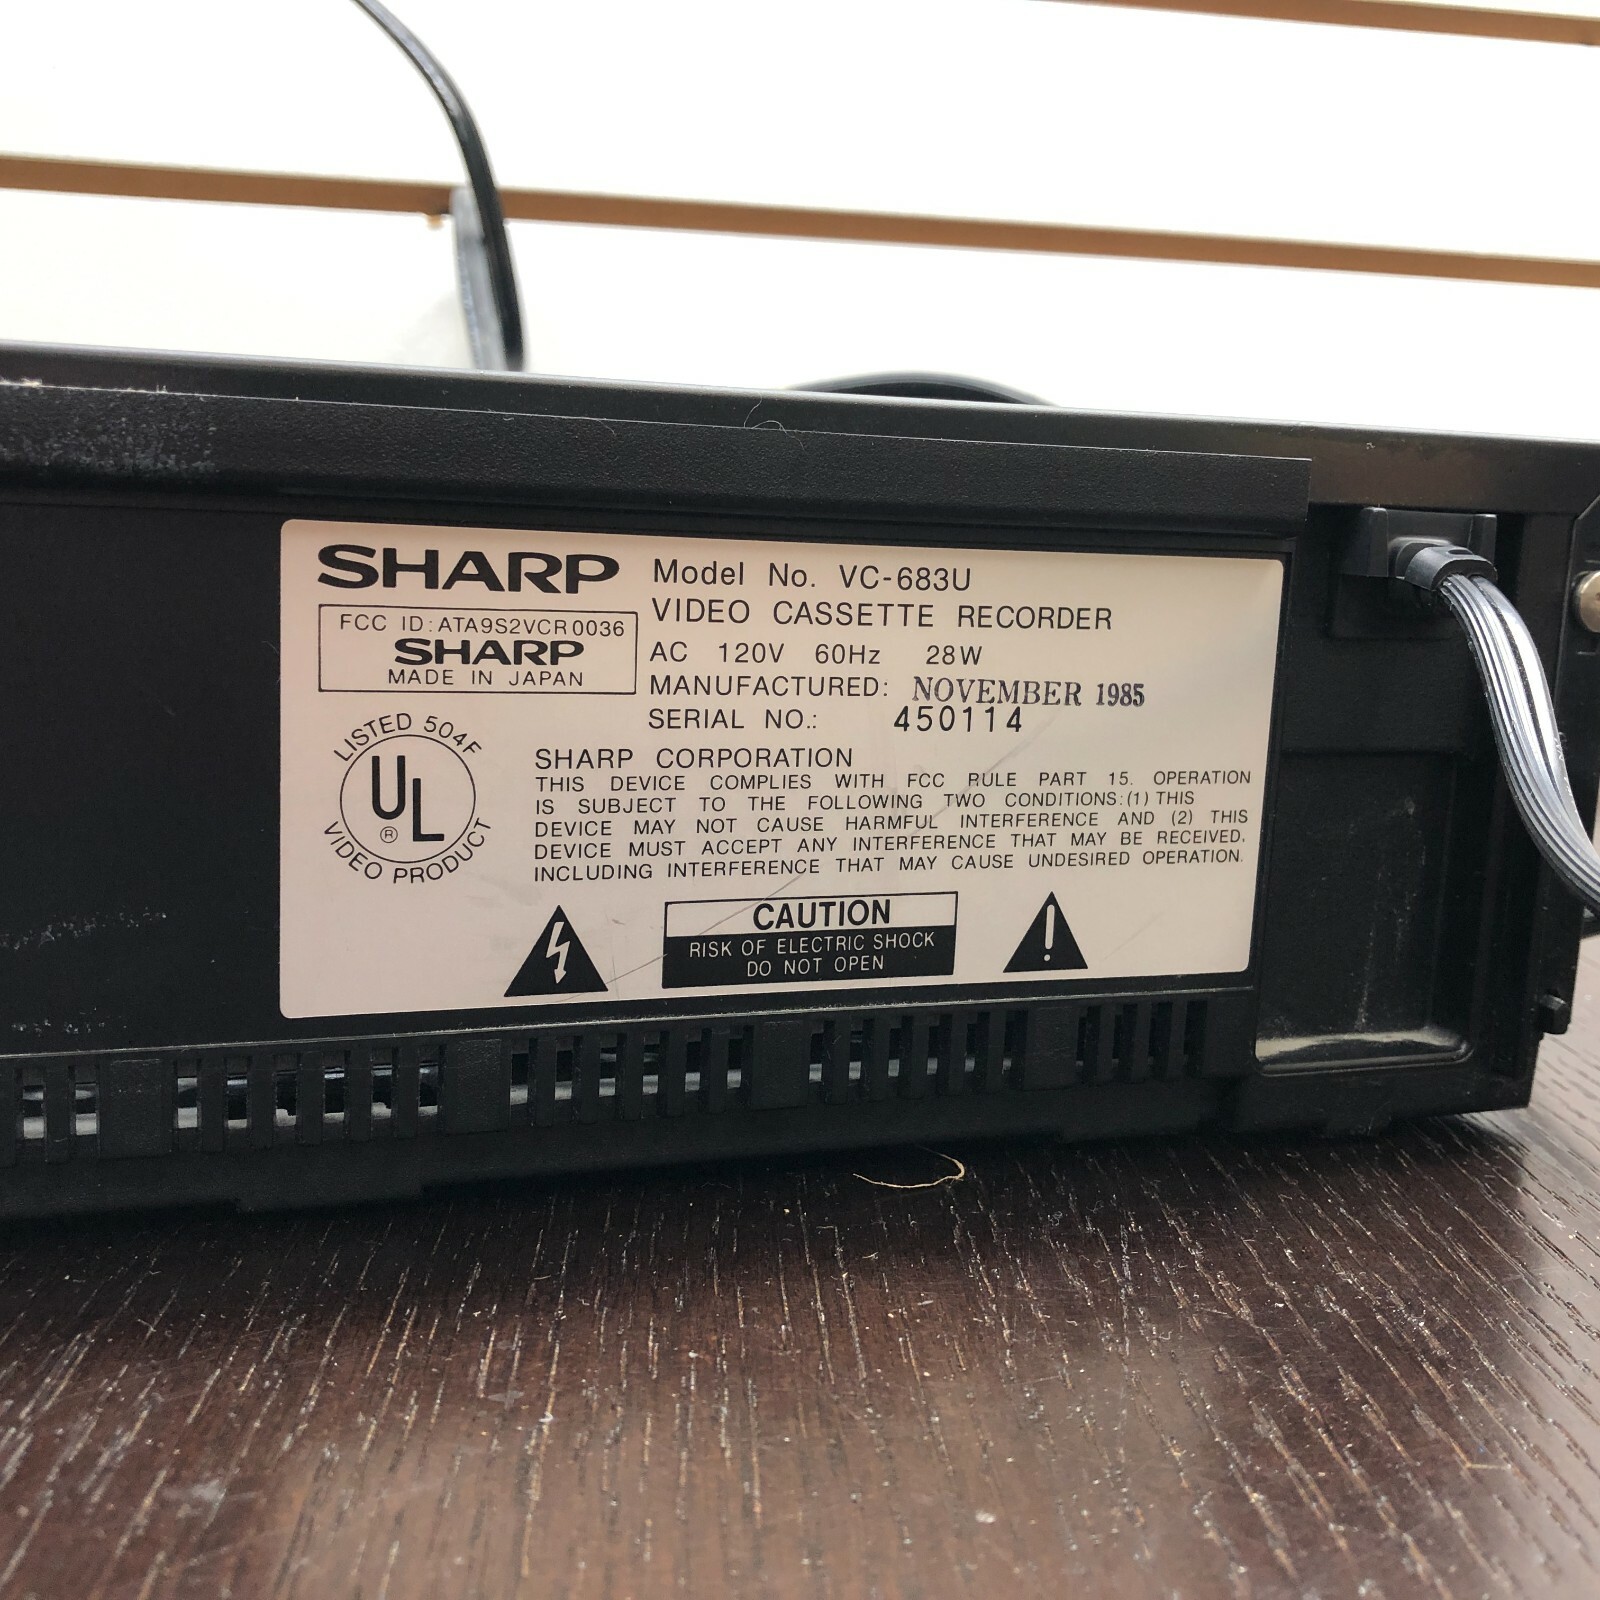 SHARP
Model No. VC-683U
VIDEO CASSETTE RECORDER
FCC ID: ATA9S2VCR0036
SHARP
MADE IN JAPAN
AC 120V 60Hz 28W
MANUFACTURED: NOVEMBER 1985
SERIAL NO.: 450114
LISTED 504F
UL
®
VIDEO PRODUCT
SHARP CORPORATION
THIS DEVICE COMPLIES WITH FCC RULE PART 15. OPERATION
IS SUBJECT TO THE FOLLOWING TWO CONDITIONS: (1) THIS
DEVICE MAY NOT CAUSE HARMFUL INTERFERENCE AND (2) THIS
DEVICE MUST ACCEPT ANY INTERFERENCE THAT MAY BE RECEIVED,
INCLUDING INTERFERENCE THAT MAY CAUSE UNDESIRED OPERATION.
CAUTION
RISK OF ELECTRIC SHOCK
DO NOT OPEN